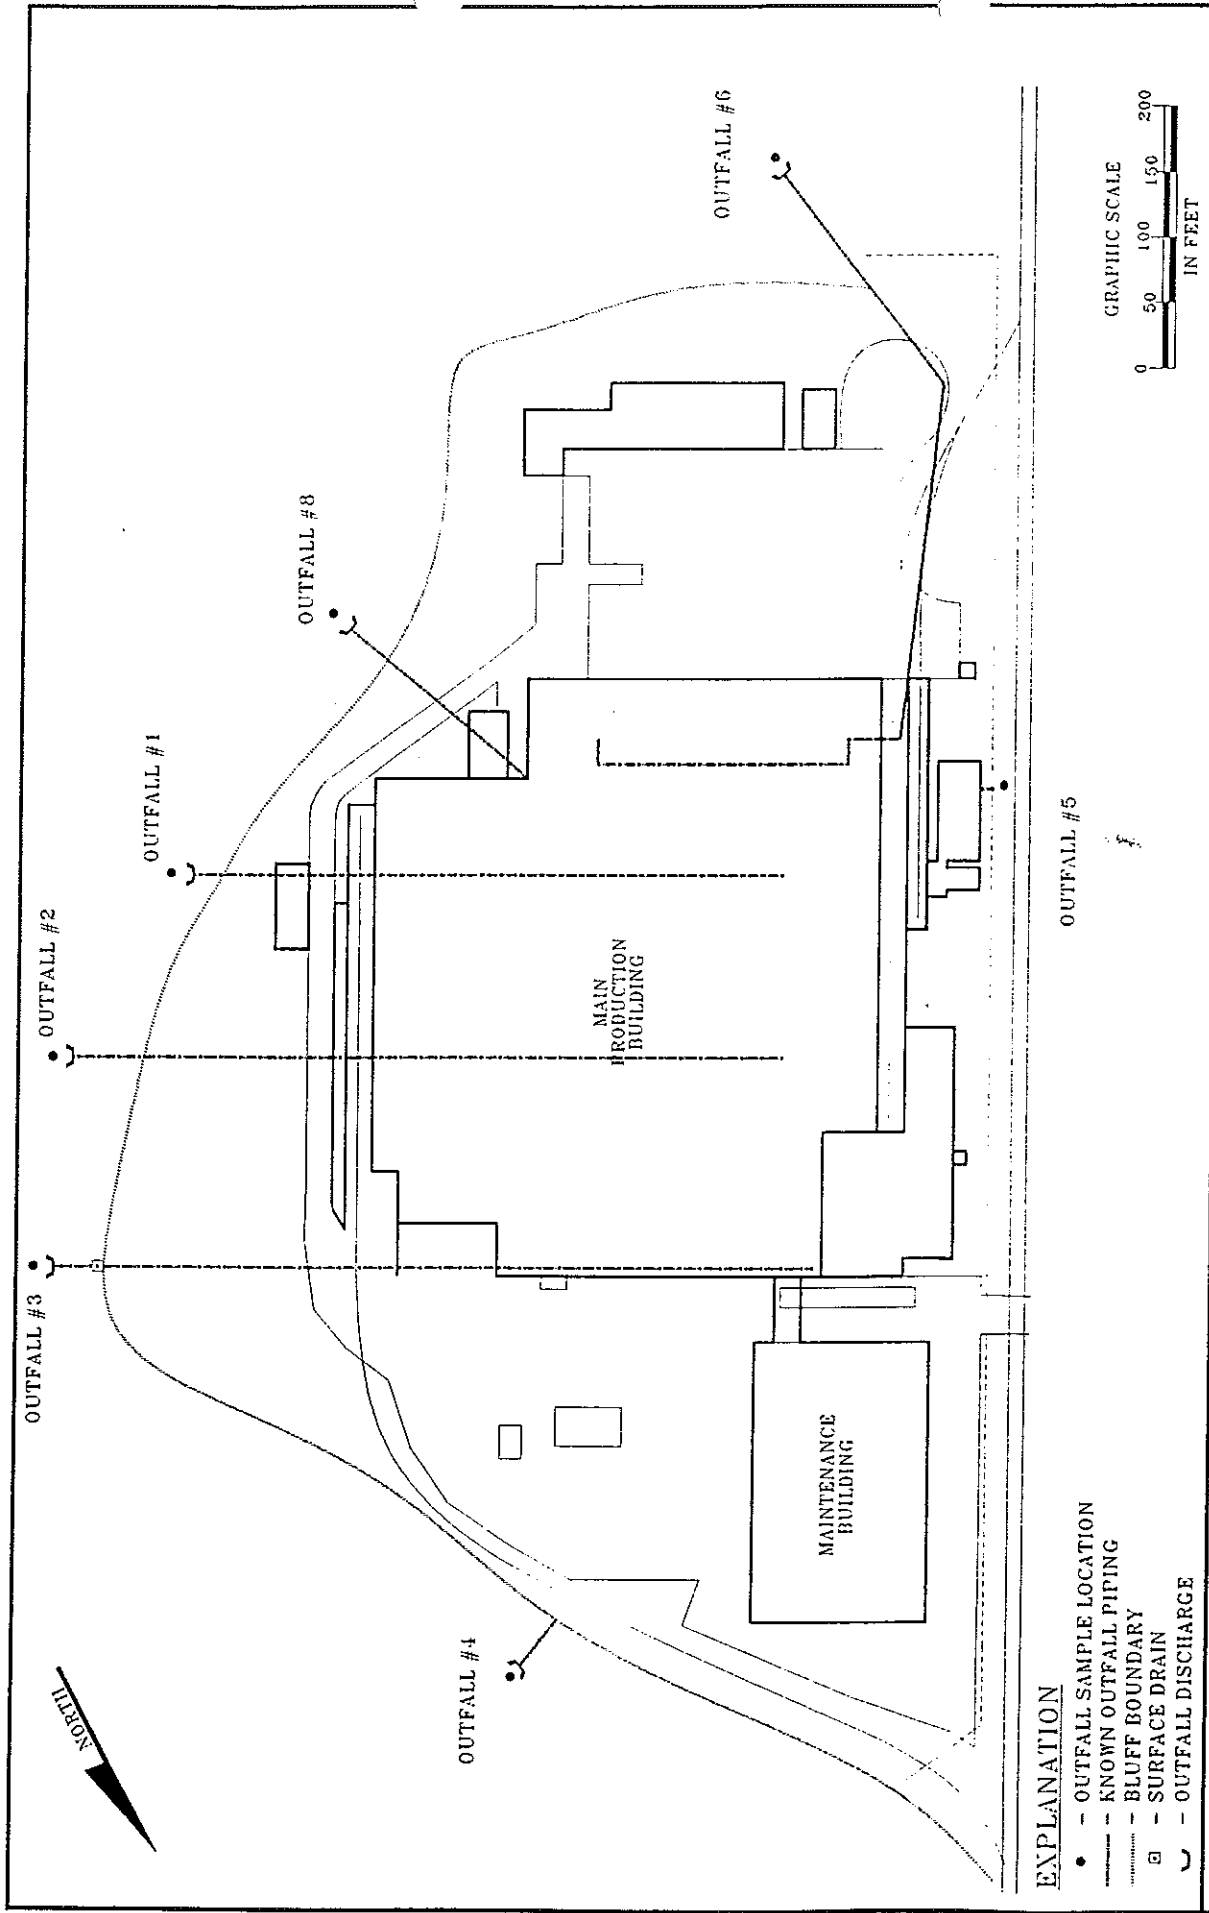 OUTFALL #3
OUTFALL #2
OUTFALL #1
OUTFALL #8
OUTFALL #6
OUTFALL #4
OUTFALL #5
NORTH
MAIN
PRODUCTION
BUILDING
MAINTENANCE
BUILDING
GRAPHIC SCALE
0 50 100 150 200
IN FEET
EXPLANATION
- OUTFALL SAMPLE LOCATION
- KNOWN OUTFALL PIPING
- BLUFF BOUNDARY
- SURFACE DRAIN
- OUTFALL DISCHARGE